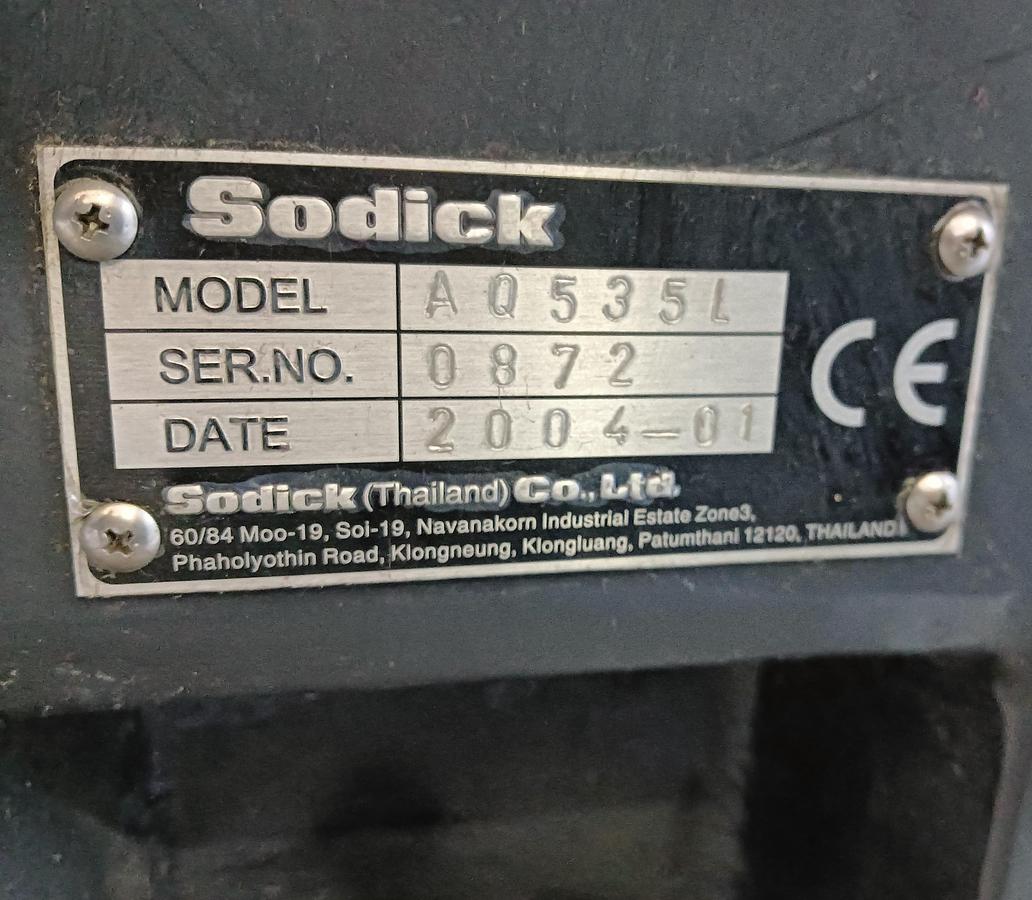 Sodick
MODEL AQ535L
SER.NO. 0872
DATE 2004-01
CE
Sodick (Thailand) Co., Ltd.
60/84 Moo-19, Soi-19, Navanakorn Industrial Estate Zone3,
Phaholyothin Road, Klongneung, Klongluang, Patumthani 12120, THAILAND